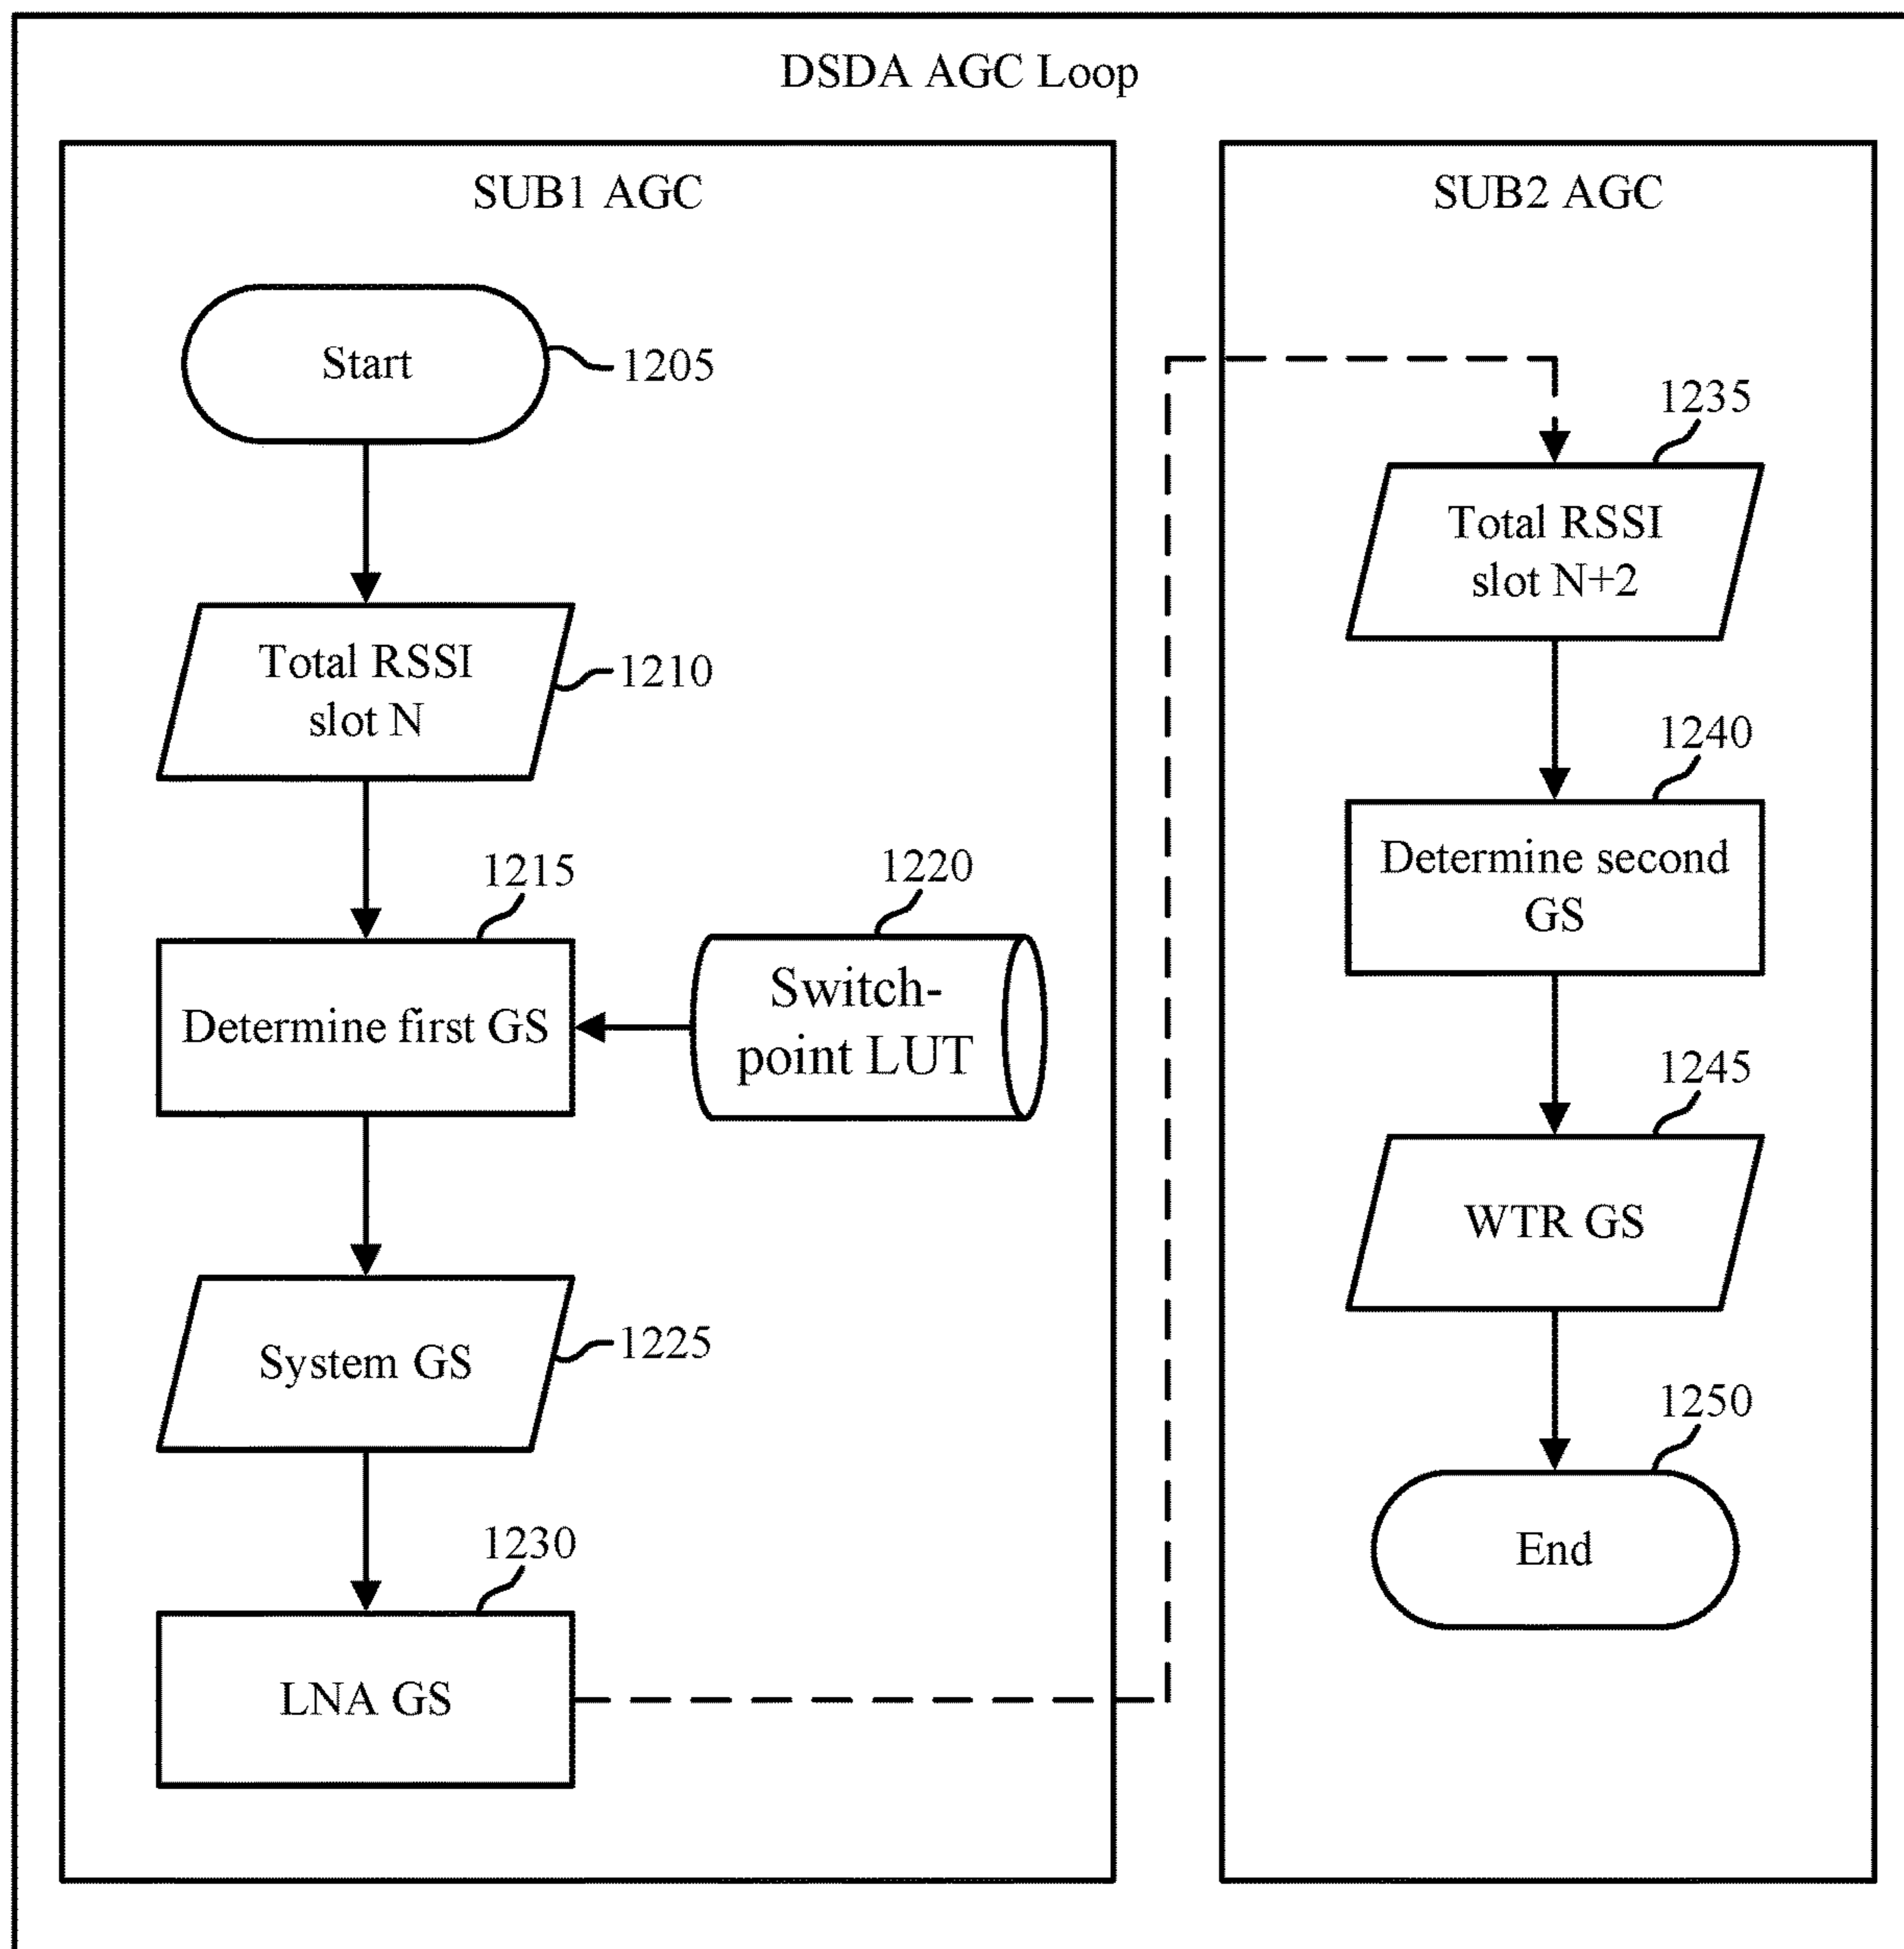 DSDA AGC Loop
SUB1 AGC
Start
1205
Total RSSI
slot N
1210
1215
Determine first GS
1220
Switch-
point LUT
System GS
1225
1230
LNA GS
SUB2 AGC
1235
Total RSSI
slot N+2
1240
Determine second
GS
1245
WTR GS
1250
End